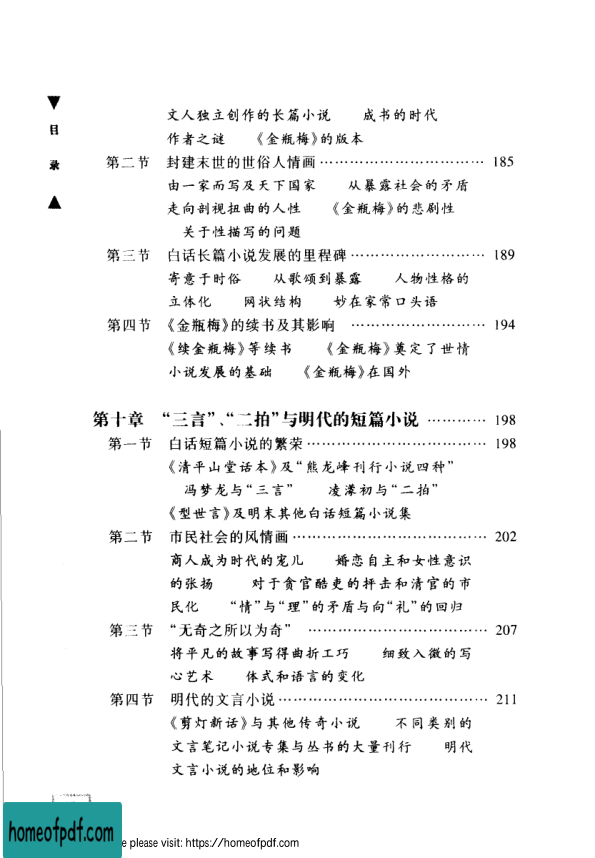 ▼
目
录
▲
文人独立创作的长篇小说　　成书的时代
作者之谜　　《金瓶梅》的版本
第二节　封建末世的世俗人情画…………………………… 185
由一家而写及天下国家　　从暴露社会的矛盾
走向剖视扭曲的人性　　《金瓶梅》的悲剧性
关于性描写的问题
第三节　白话长篇小说发展的里程碑……………………… 189
寄意于时俗　　从歌颂到暴露　　人物性格的
立体化　　网状结构　　妙在家常口头语
第四节　《金瓶梅》的续书及其影响　……………………… 194
《续金瓶梅》等续书　　《金瓶梅》奠定了世情
小说发展的基础　　《金瓶梅》在国外
第十章　“三言”、“二拍”与明代的短篇小说 ………… 198
第一节　白话短篇小说的繁荣……………………………… 198
《清平山堂话本》及“熊龙峰刊行小说四种”
冯梦龙与“三言”　　凌濛初与“二拍”
《型世言》及明末其他白话短篇小说集
第二节　市民社会的风情画………………………………… 202
商人成为时代的宠儿　　婚恋自主和女性意识
的张扬　　对于贪官酷吏的抨击和清官的市
民化　　“情”与“理”的矛盾与向“礼”的回归
第三节　“无奇之所以为奇”　……………………………… 207
将平凡的故事写得曲折工巧　　细致入微的写
心艺术　　体式和语言的变化
第四节　明代的文言小说…………………………………… 211
《剪灯新话》与其他传奇小说　　不同类别的
文言笔记小说专集与丛书的大量刊行　　明代
文言小说的地位和影响
homeofpdf.com
e please visit: https://homeofpdf.com